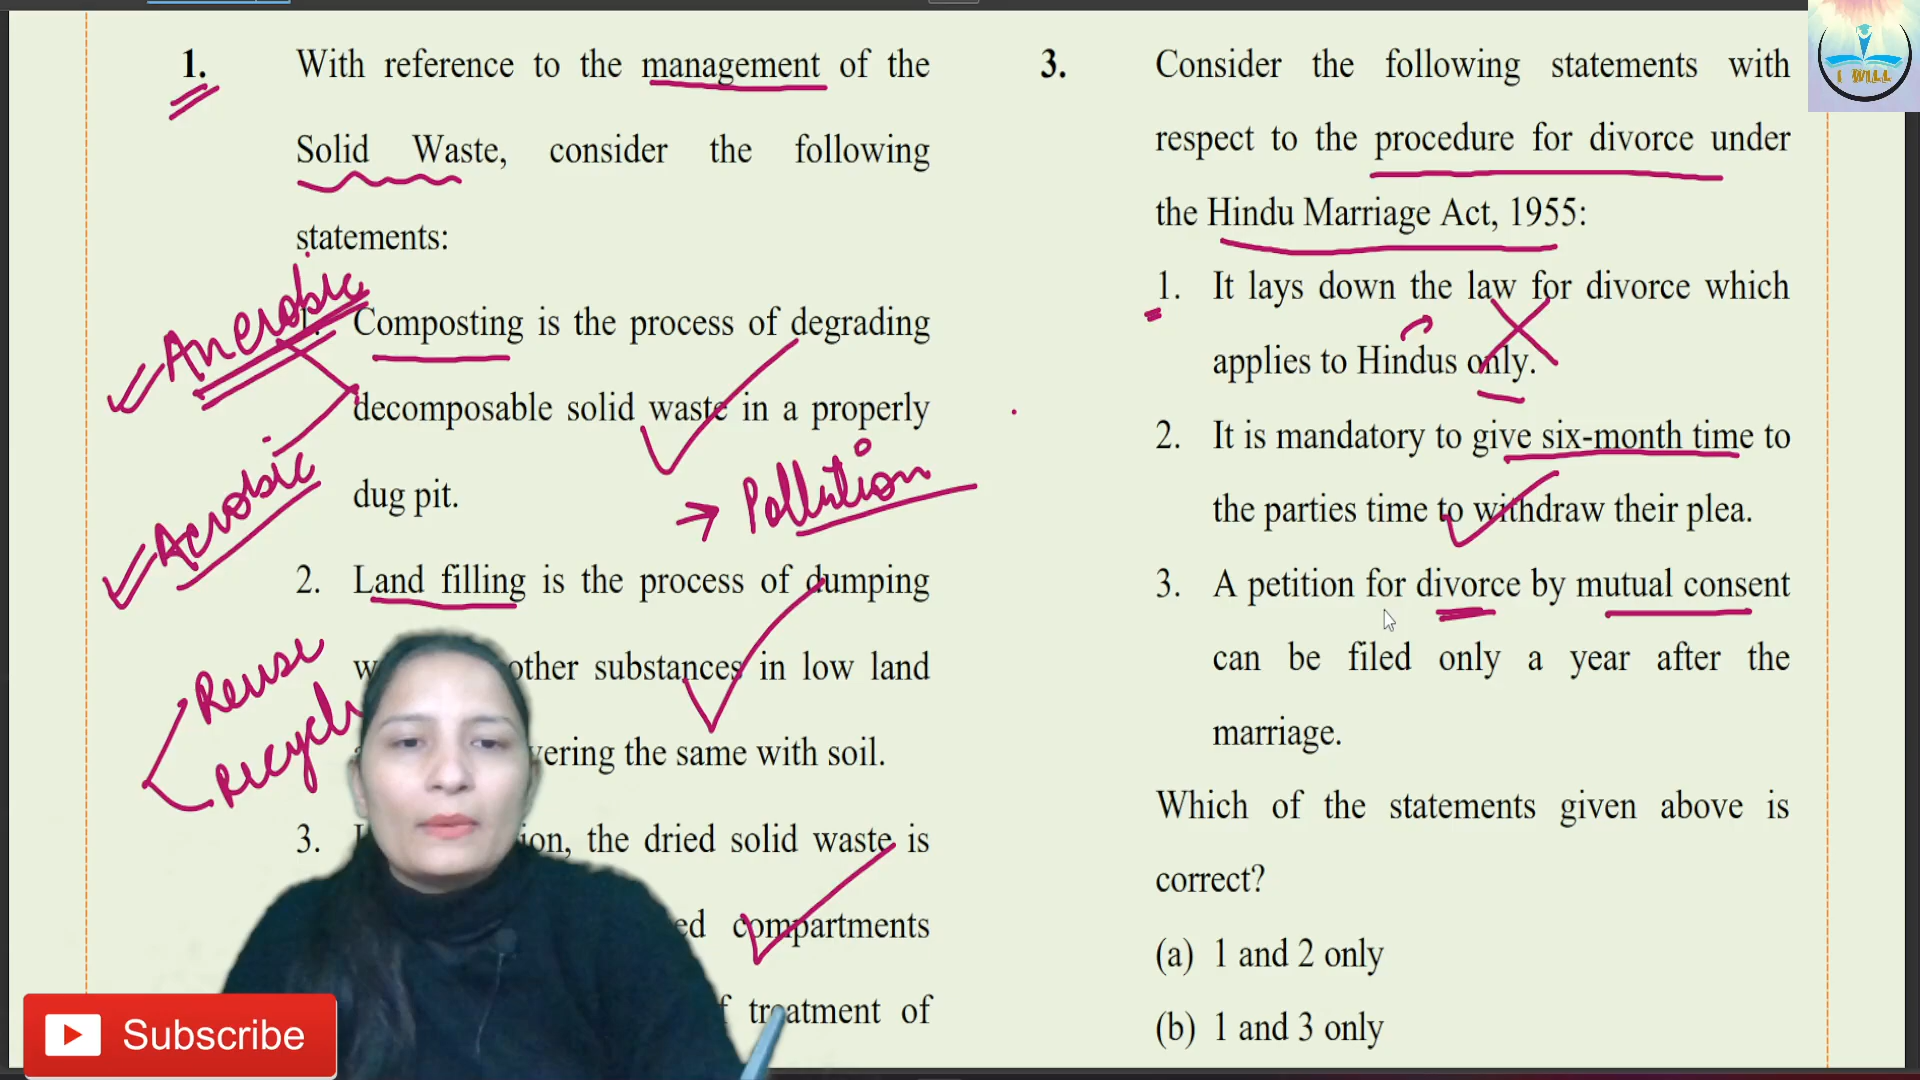 1. With reference to the management of the
Solid Waste, consider the following
statements:
Anerobic
1. Composting is the process of degrading
decomposable solid waste in a properly
dug pit.
Aerobic
→ Pollution
2. Land filling is the process of dumping
other substances in low land
the same with soil.
Reuse
3. the dried solid waste is
compartments
treatment of
3. Consider the following statements with
respect to the procedure for divorce under
the Hindu Marriage Act, 1955:
1. It lays down the law for divorce which
applies to Hindus only.
2. It is mandatory to give six-month time to
the parties time to withdraw their plea.
3. A petition for divorce by mutual consent
can be filed only a year after the
marriage.
Which of the statements given above is
correct?
(a) 1 and 2 only
(b) 1 and 3 only
I WILL
Subscribe